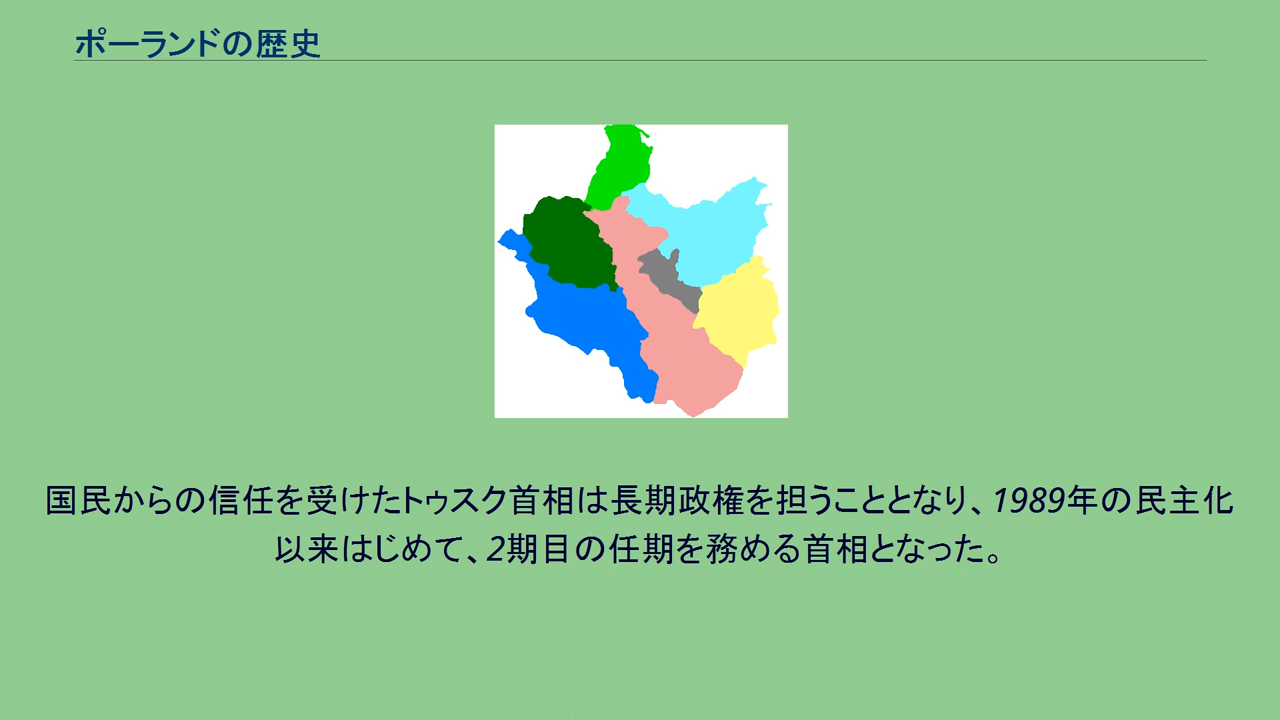 ポーランドの歴史
国民からの信任を受けたトゥスク首相は長期政権を担うこととなり、1989年の民主化
以来はじめて、2期目の任期を務める首相となった。